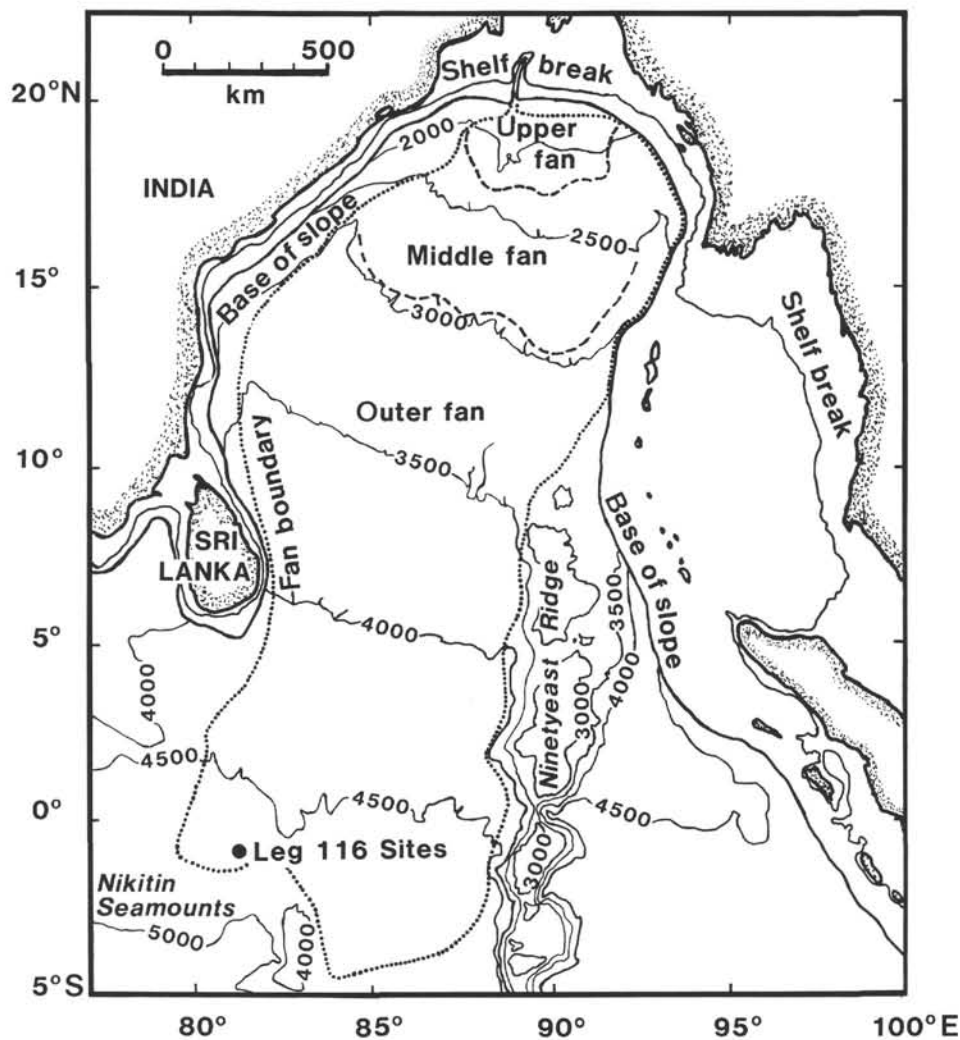 0 500
km
Shelf break
20°N
2000
Upper
fan
INDIA
Base of slope
2500
Middle fan
15°
3000
Shelf break
Outer fan
10°
3500
Fan boundary
SRI
LANKA
Base of slope
Ninetyeast Ridge
3500
5°
4000
4000
4000
3000
4500
4500
4500
0°
Leg 116 Sites
3000
Nikitin
Seamounts
5000
4000
5°S
80° 85° 90° 95° 100°E